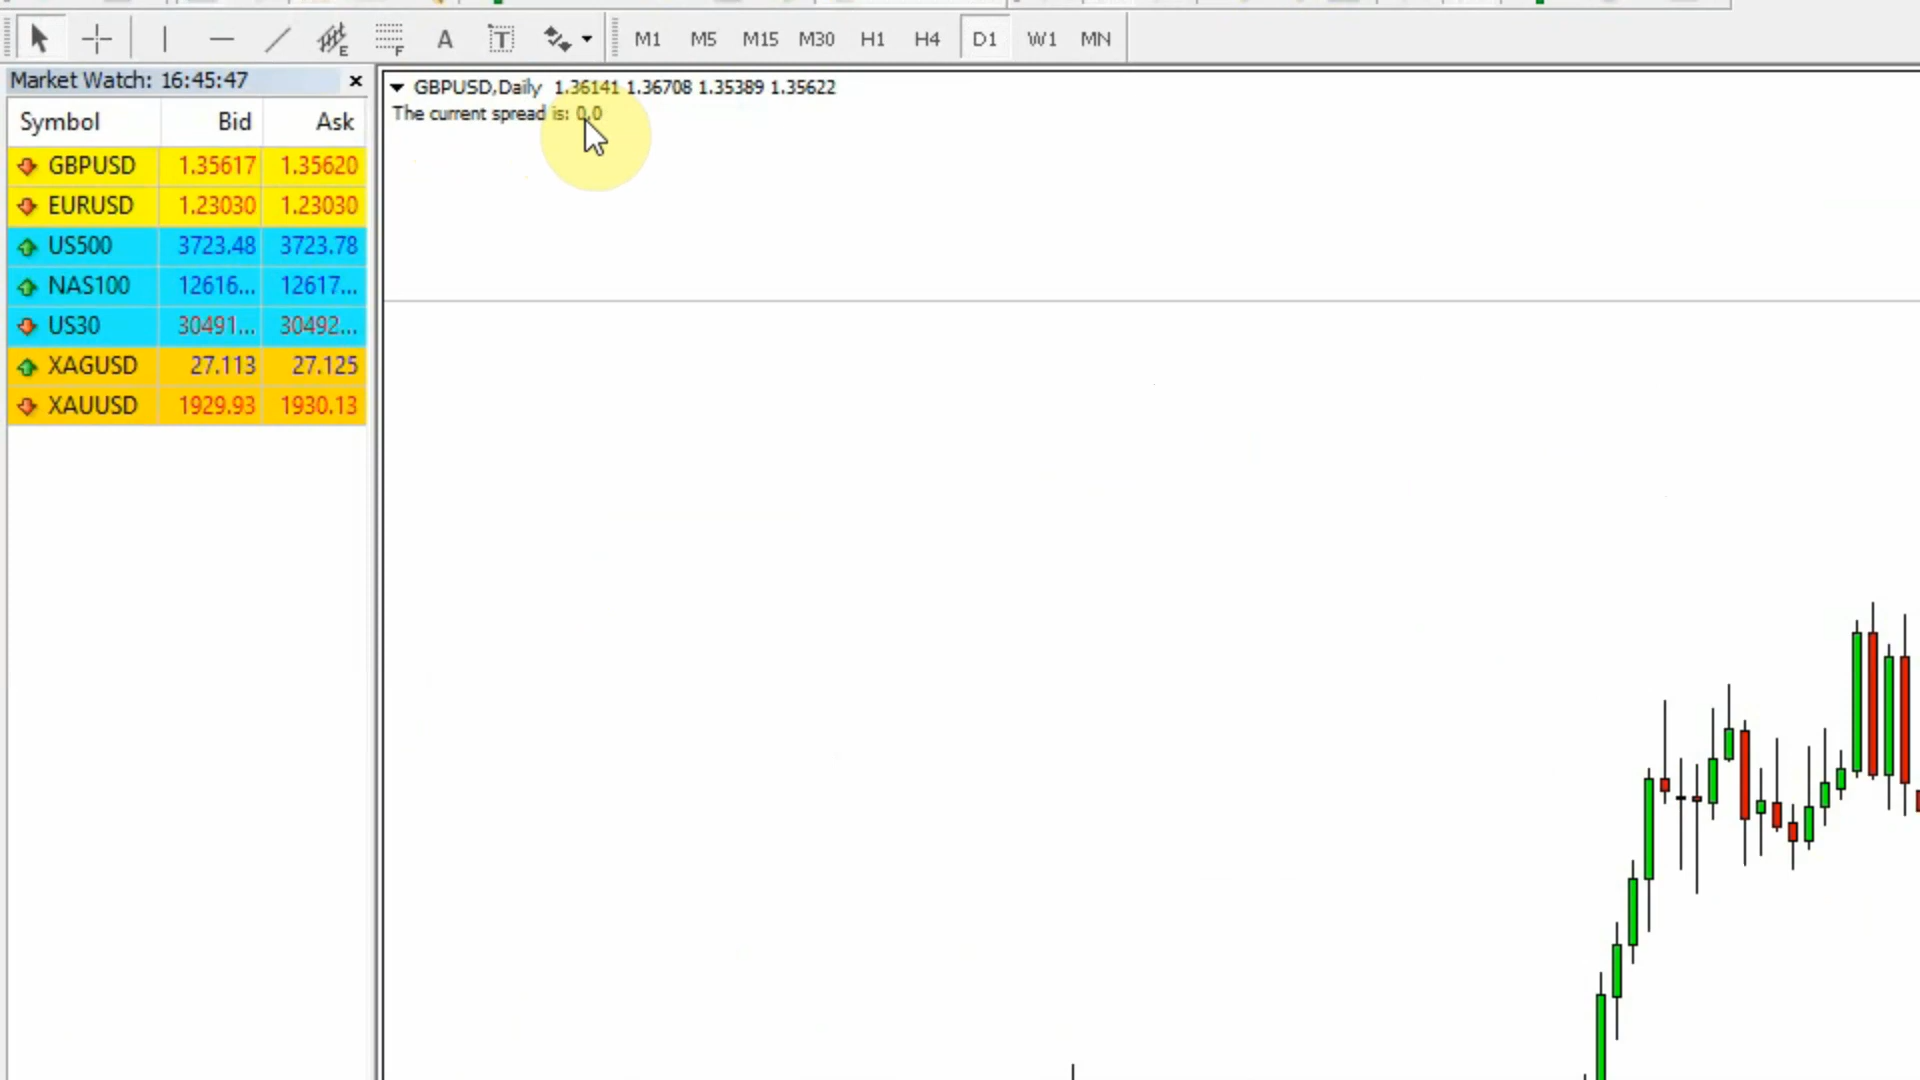 E F A T M1 M5 M15 M30 H1 H4 D1 W1 MN
Market Watch: 16:45:47
Symbol Bid Ask
GBPUSD 1.35617 1.35620
EURUSD 1.23030 1.23030
US500 3723.48 3723.78
NAS100 12616... 12617...
US30 30491... 30492...
XAGUSD 27.113 27.125
XAUUSD 1929.93 1930.13
GBPUSD,Daily 1.36141 1.36708 1.35389 1.35622
The current spread is: 0.0